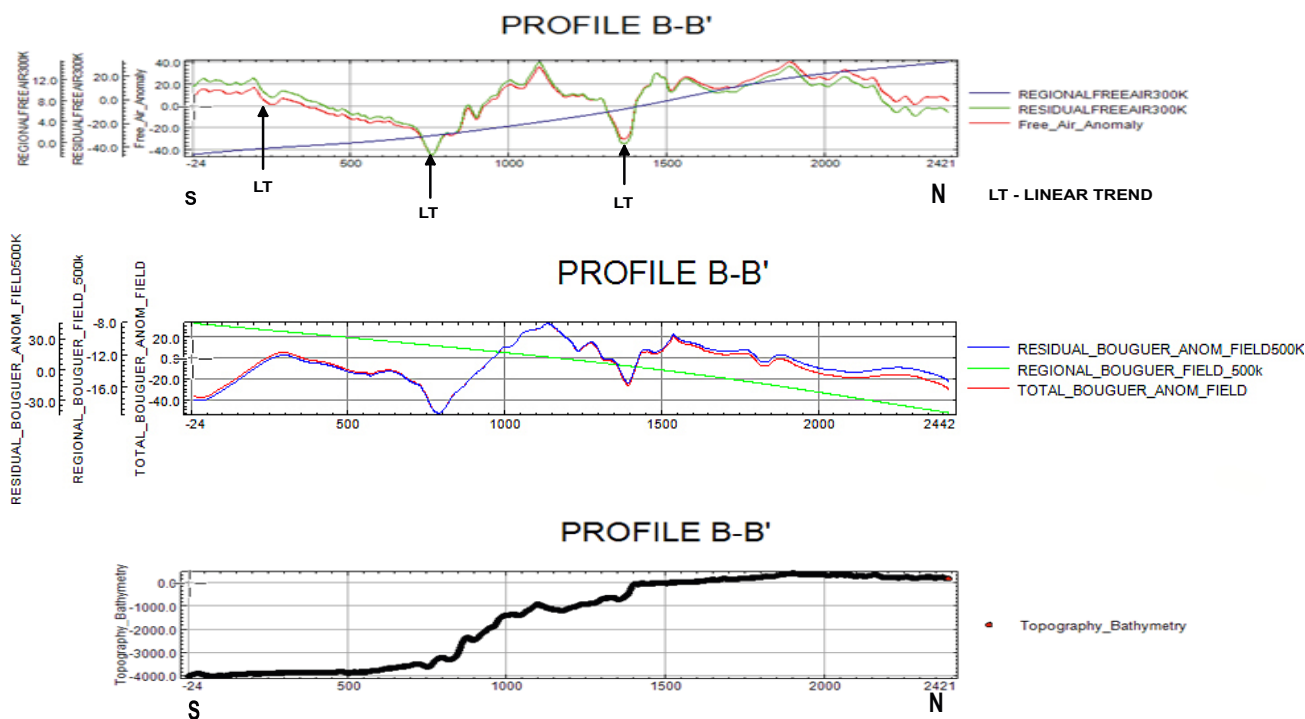 PROFILE B-B'
REGIONALFREEAIR300K
12.0
8.0
4.0
0.0
RESIDUALFREEAIR300K
20.0
0.0
-20.0
-40.0
Free_Air_Anomaly
40.0
20.0
0.0
-20.0
-40.0
-24 500 1000 1500 2000 2421
REGIONALFREEAIR300K
RESIDUALFREEAIR300K
Free_Air_Anomaly
LT
LT
LT
S
N
LT - LINEAR TREND
PROFILE B-B'
RESIDUAL_BOUGUER_ANOM_FIELD500K
30.0
0.0
-30.0
REGIONAL_BOUGUER_FIELD_500k
-8.0
-12.0
-16.0
TOTAL_BOUGUER_ANOM_FIELD
20.0
0.0
-20.0
-40.0
-24 500 1000 1500 2000 2442
RESIDUAL_BOUGUER_ANOM_FIELD500K
REGIONAL_BOUGUER_FIELD_500k
TOTAL_BOUGUER_ANOM_FIELD
PROFILE B-B'
Topography_Bathymetry
0.0
-1000.0
-2000.0
-3000.0
-4000.0
-24 500 1000 1500 2000 2421
Topography_Bathymetry
S
N